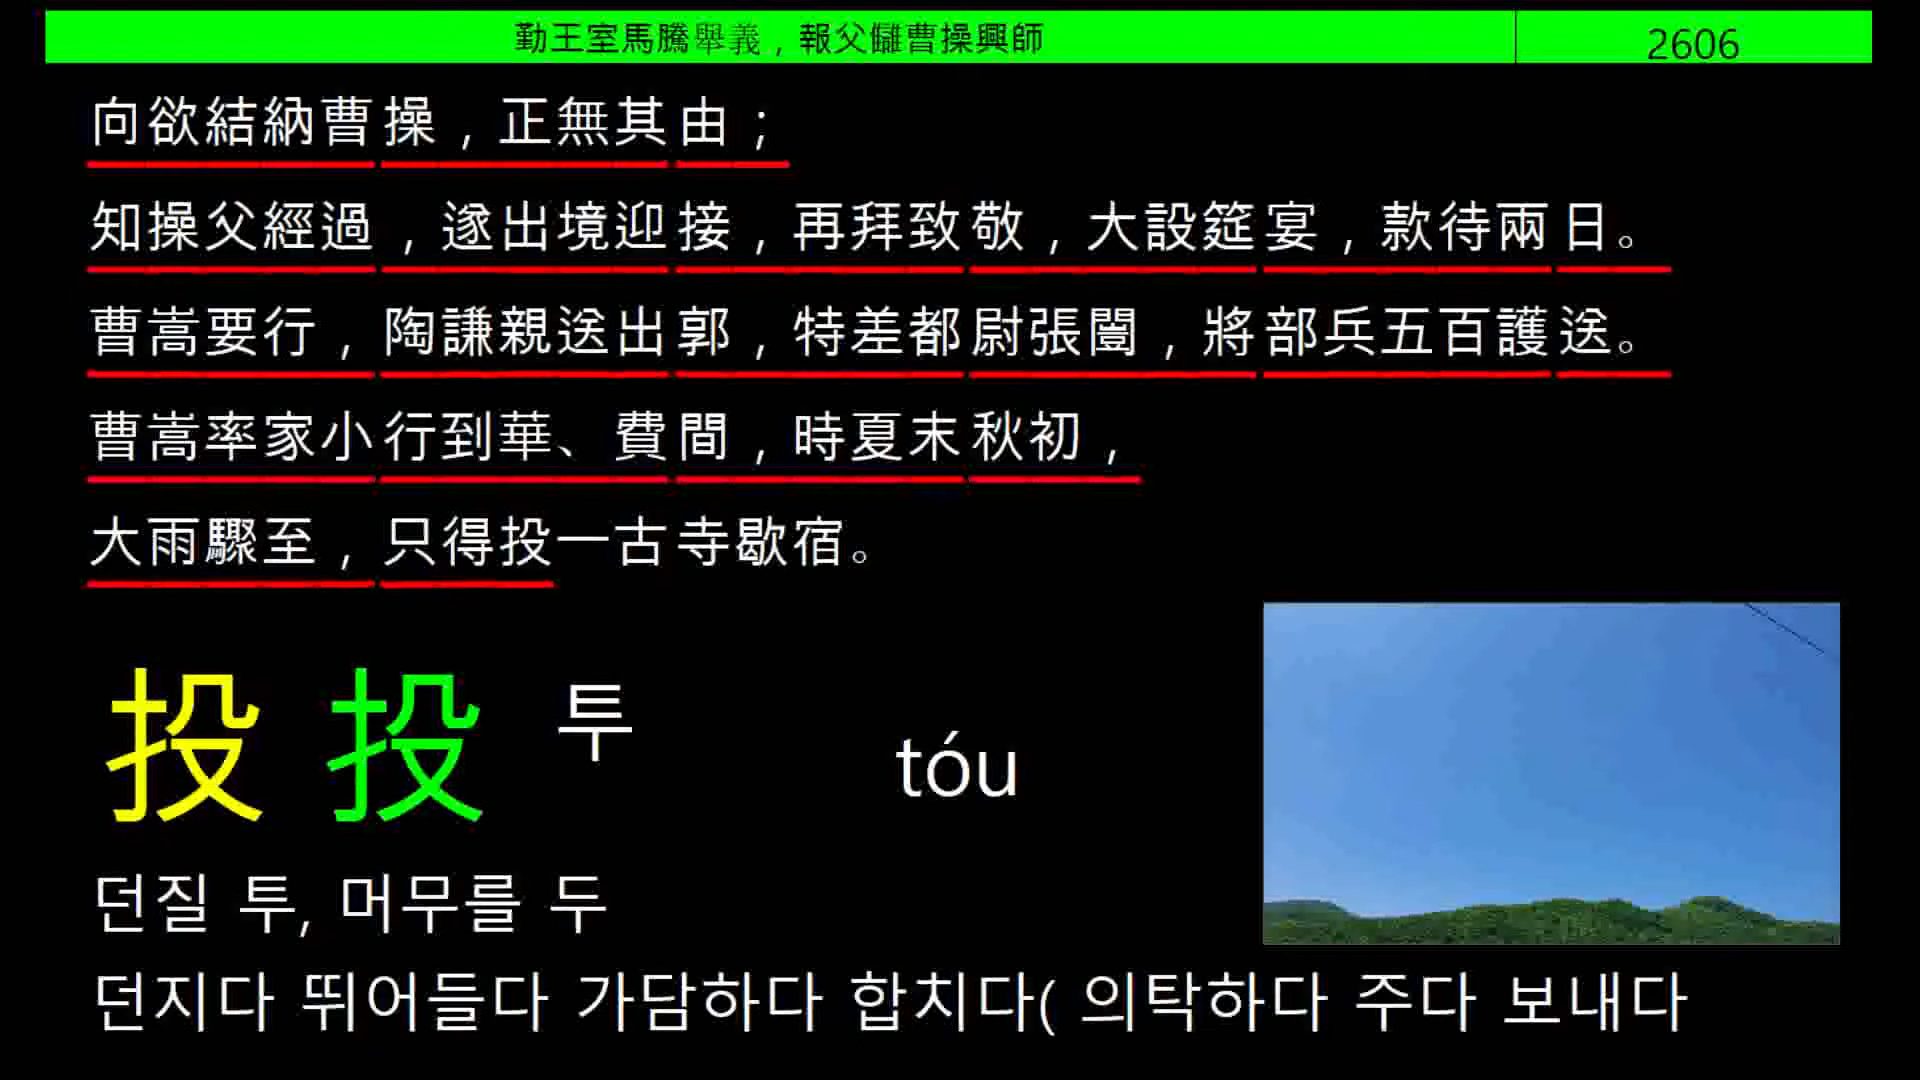 勤王室馬騰舉義，報父讎曹操興師
2606
向欲結納曹操，正無其由；
知操父經過，遂出境迎接，再拜致敬，大設筵宴，款待兩日。
曹嵩要行，陶謙親送出郭，特差都尉張闓，將部兵五百護送。
曹嵩率家小行到華、費間，時夏末秋初，
大雨驟至，只得投一古寺歇宿。
投 投 투 tóu
던질 투, 머무를 두
던지다 뛰어들다 가담하다 합치다( 의탁하다 주다 보내다